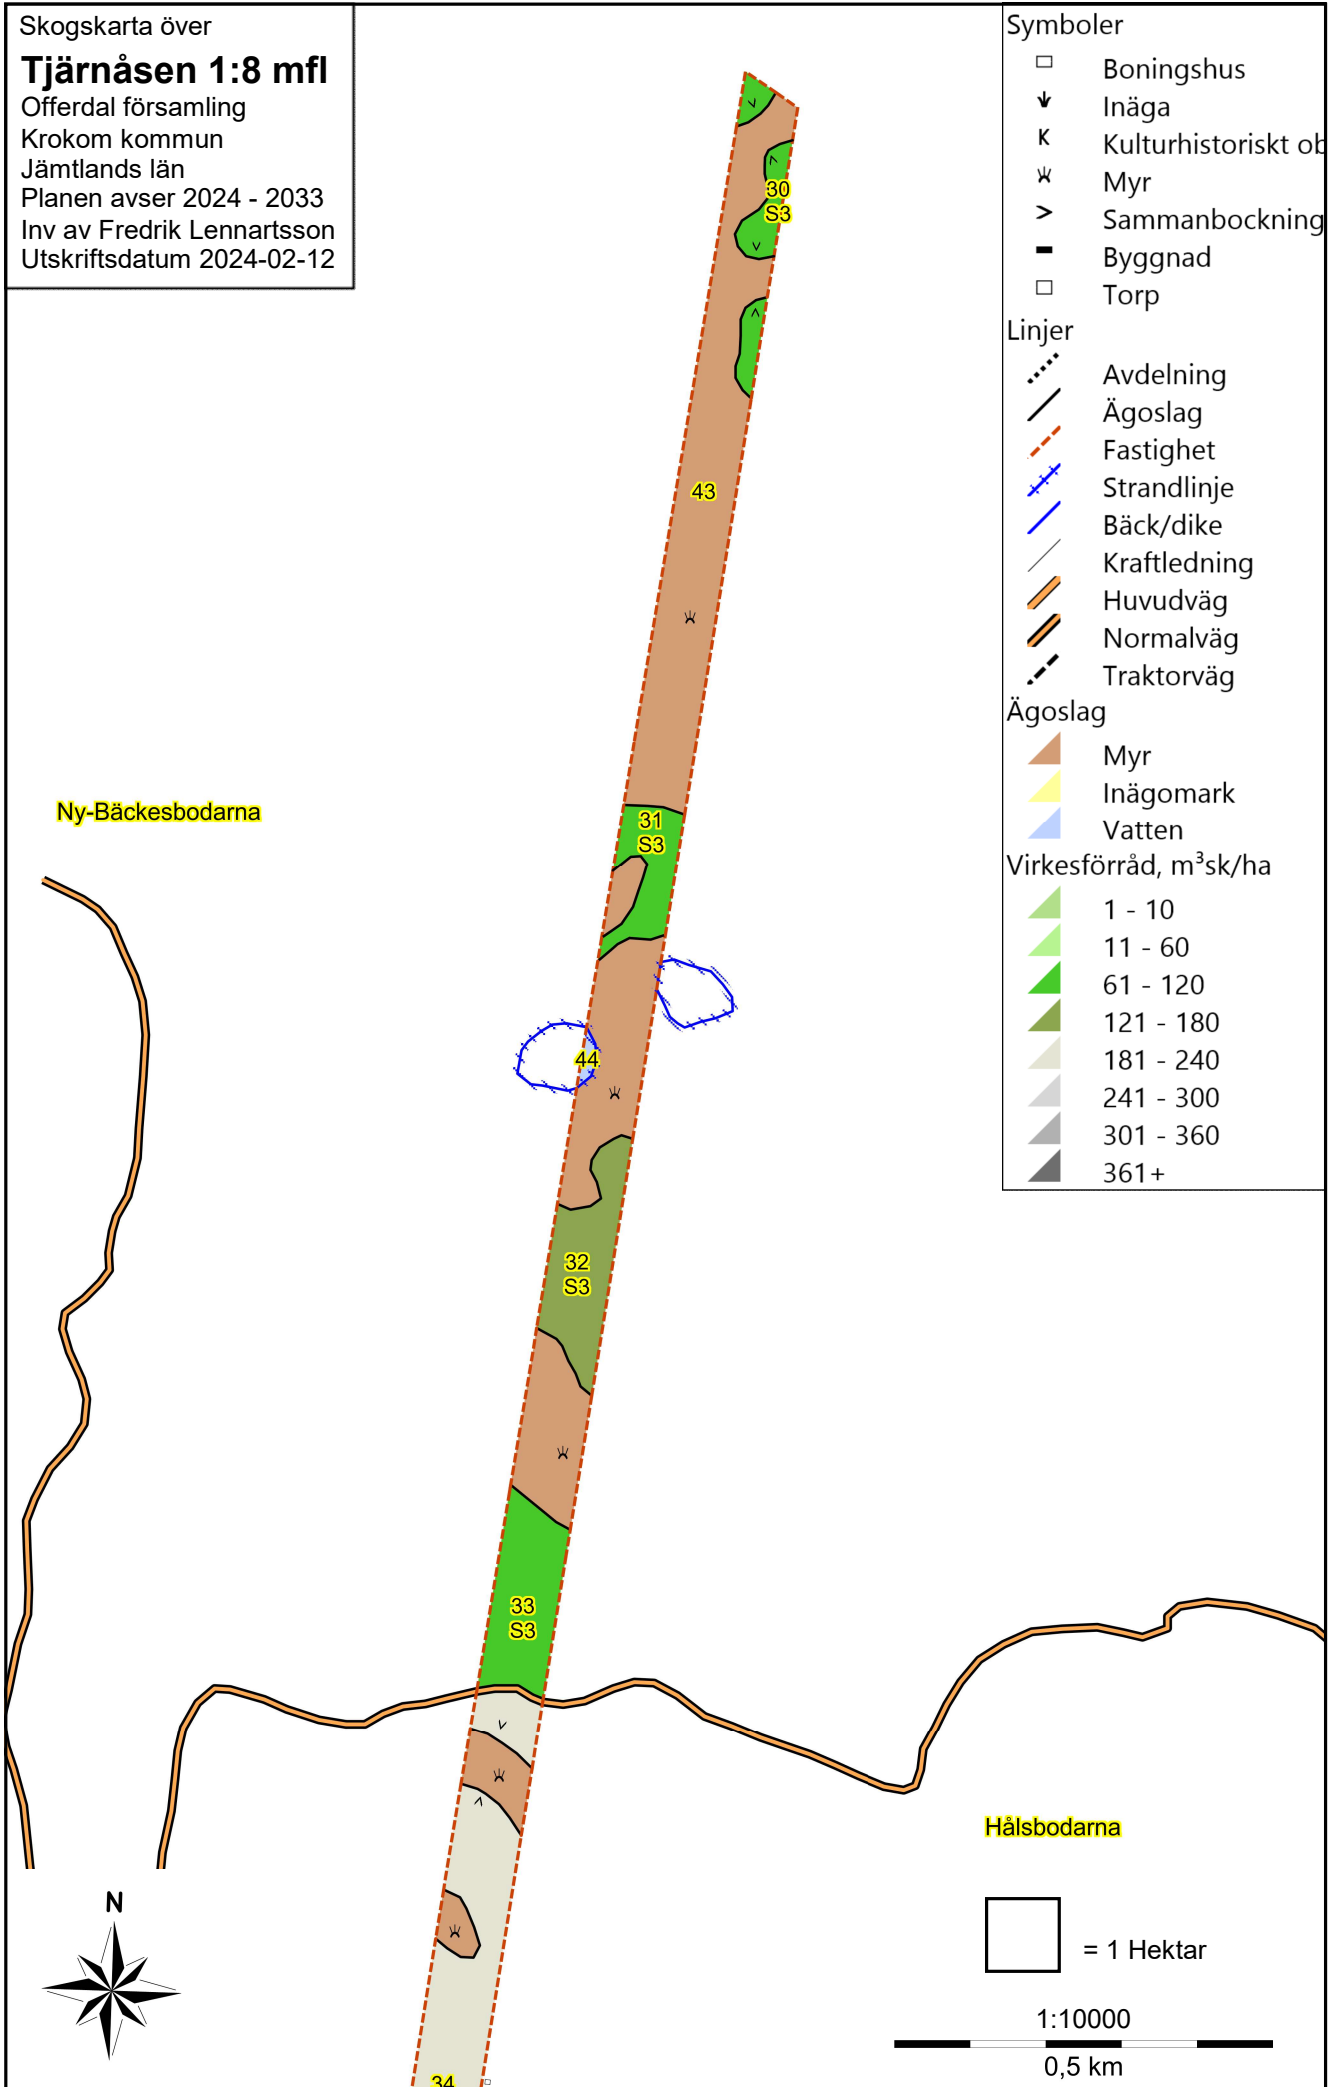 Skogskarta över
Tjärnåsen 1:8 mfl
Offerdal församling
Krokom kommun
Jämtlands län
Planen avser 2024 - 2033
Inv av Fredrik Lennartsson
Utskriftsdatum 2024-02-12
Symboler
Boningshus
Inäga
Kulturhistoriskt ob
Myr
Sammanbockning
Byggnad
Torp
Linjer
Avdelning
Ägoslag
Fastighet
Strandlinje
Bäck/dike
Kraftledning
Huvudväg
Normalväg
Traktorväg
Ägoslag
Myr
Inägomark
Vatten
Virkesförråd, m³sk/ha
1 - 10
11 - 60
61 - 120
121 - 180
181 - 240
241 - 300
301 - 360
361+
30
S3
43
Ny-Bäckesbodarna
31
S3
44
32
S3
33
S3
Hålsbodarna
N
= 1 Hektar
1:10000
0,5 km
34